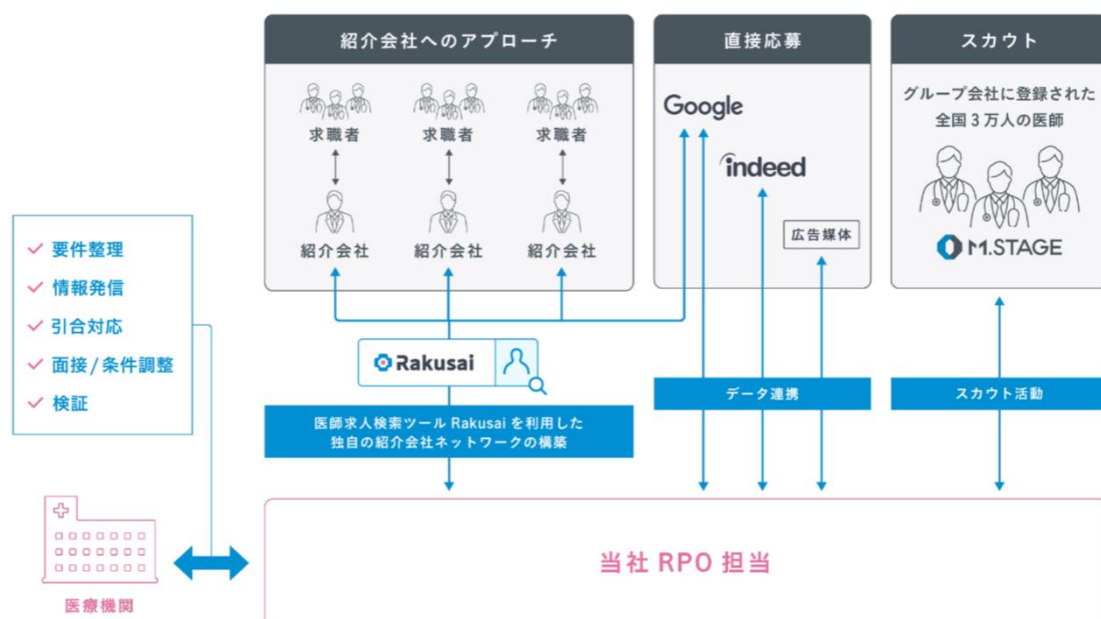 紹介会社へのアプローチ
求職者
求職者
求職者
紹介会社
紹介会社
紹介会社
直接応募
Google
indeed
広告媒体
スカウト
グループ会社に登録された
全国3万人の医師
M.STAGE
要件整理
情報発信
引合対応
面接/条件調整
検証
Rakusai
医師求人検索ツール Rakusai を利用した
独自の紹介会社ネットワークの構築
データ連携
スカウト活動
医療機関
当社 RPO 担当